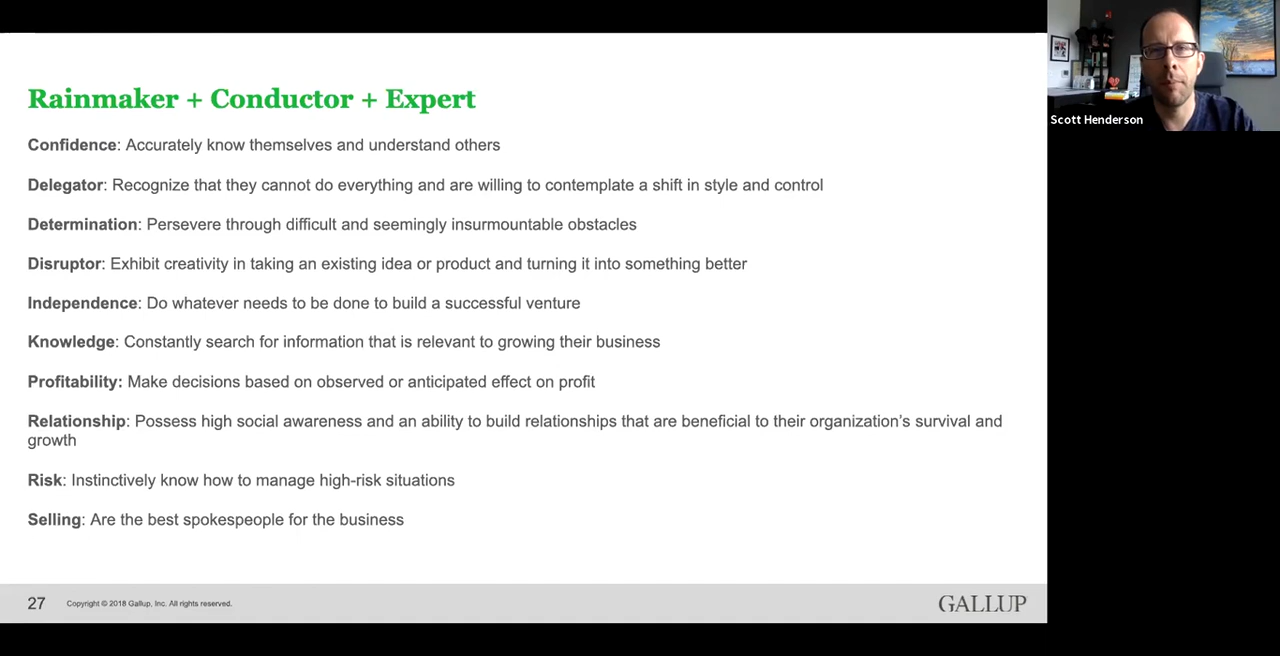 Rainmaker + Conductor + Expert
Confidence: Accurately know themselves and understand others
Delegator: Recognize that they cannot do everything and are willing to contemplate a shift in style and control
Determination: Persevere through difficult and seemingly insurmountable obstacles
Disruptor: Exhibit creativity in taking an existing idea or product and turning it into something better
Independence: Do whatever needs to be done to build a successful venture
Knowledge: Constantly search for information that is relevant to growing their business
Profitability: Make decisions based on observed or anticipated effect on profit
Relationship: Possess high social awareness and an ability to build relationships that are beneficial to their organization’s survival and
growth
Risk: Instinctively know how to manage high-risk situations
Selling: Are the best spokespeople for the business
27
Copyright © 2018 Gallup, Inc. All rights reserved.
GALLUP
Scott Henderson